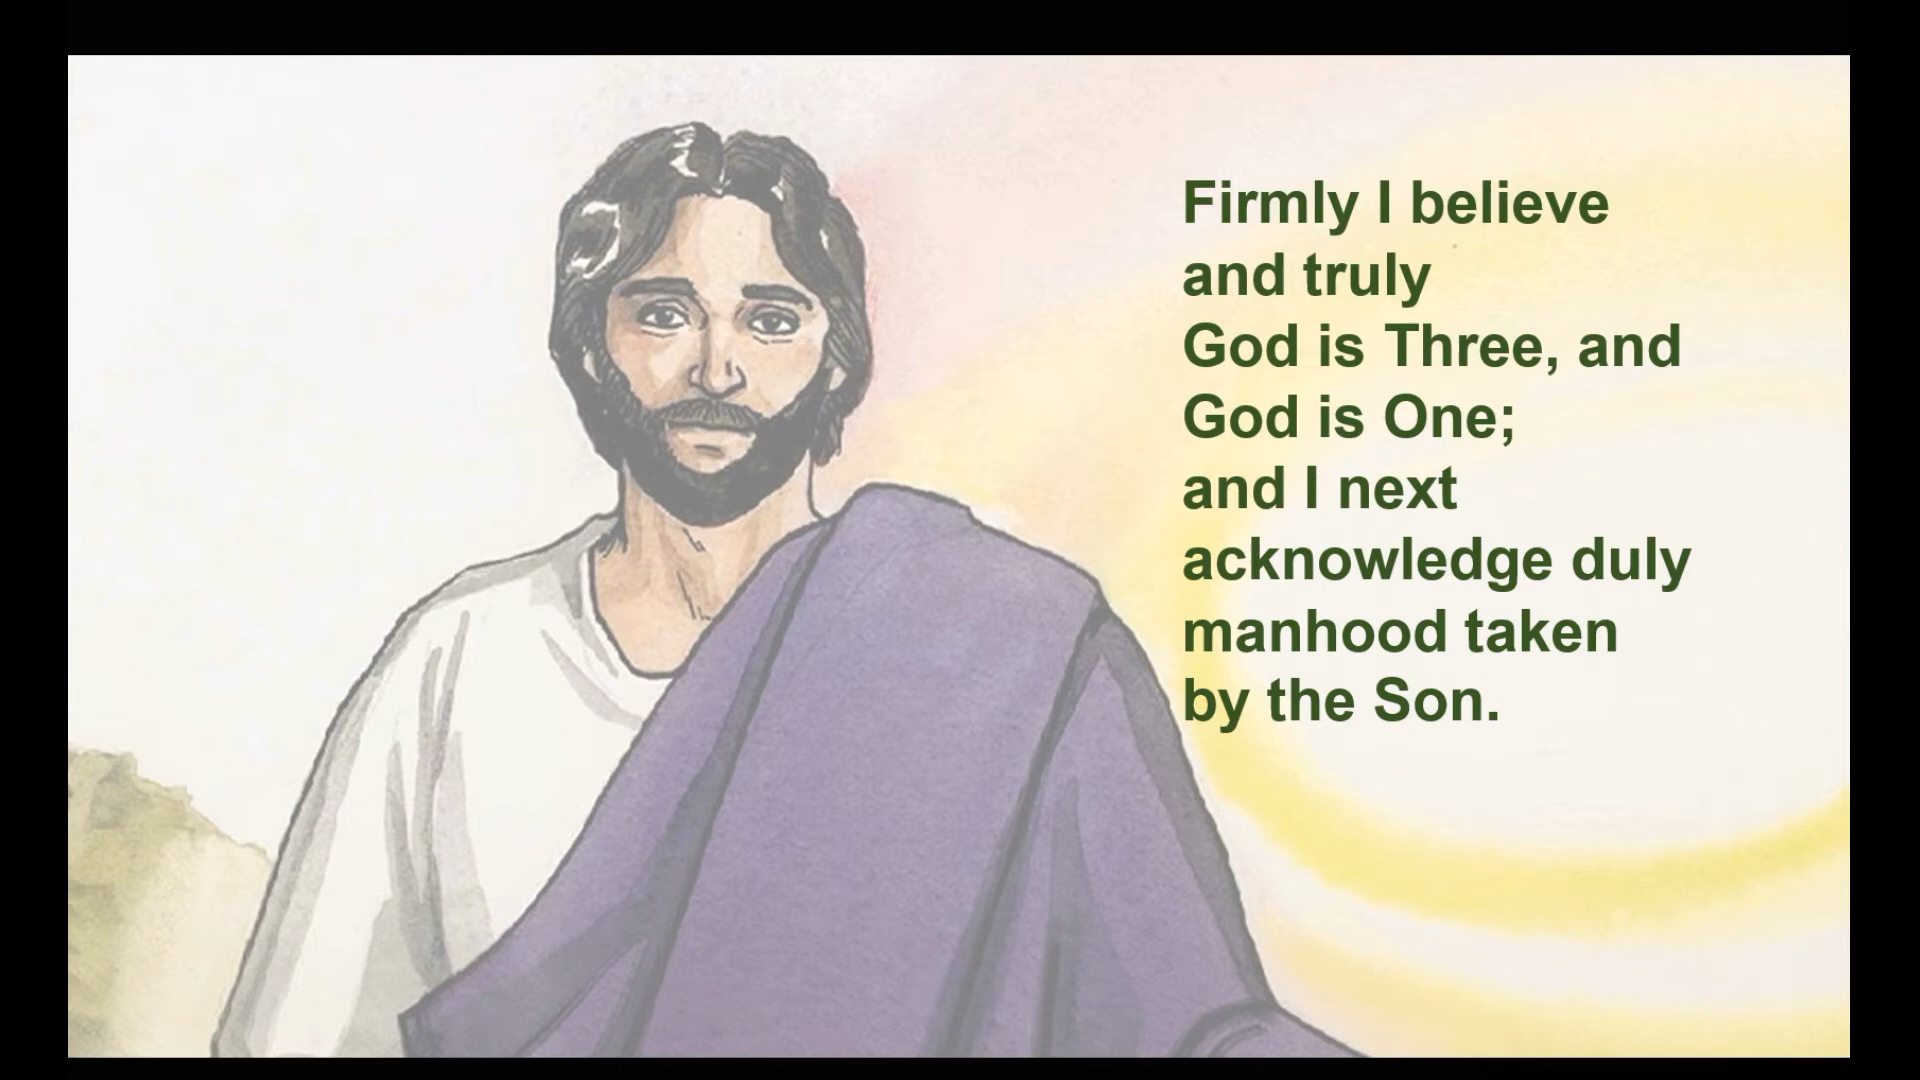 Firmly I believe
and truly
God is Three, and
God is One;
and I next
acknowledge duly
manhood taken
by the Son.